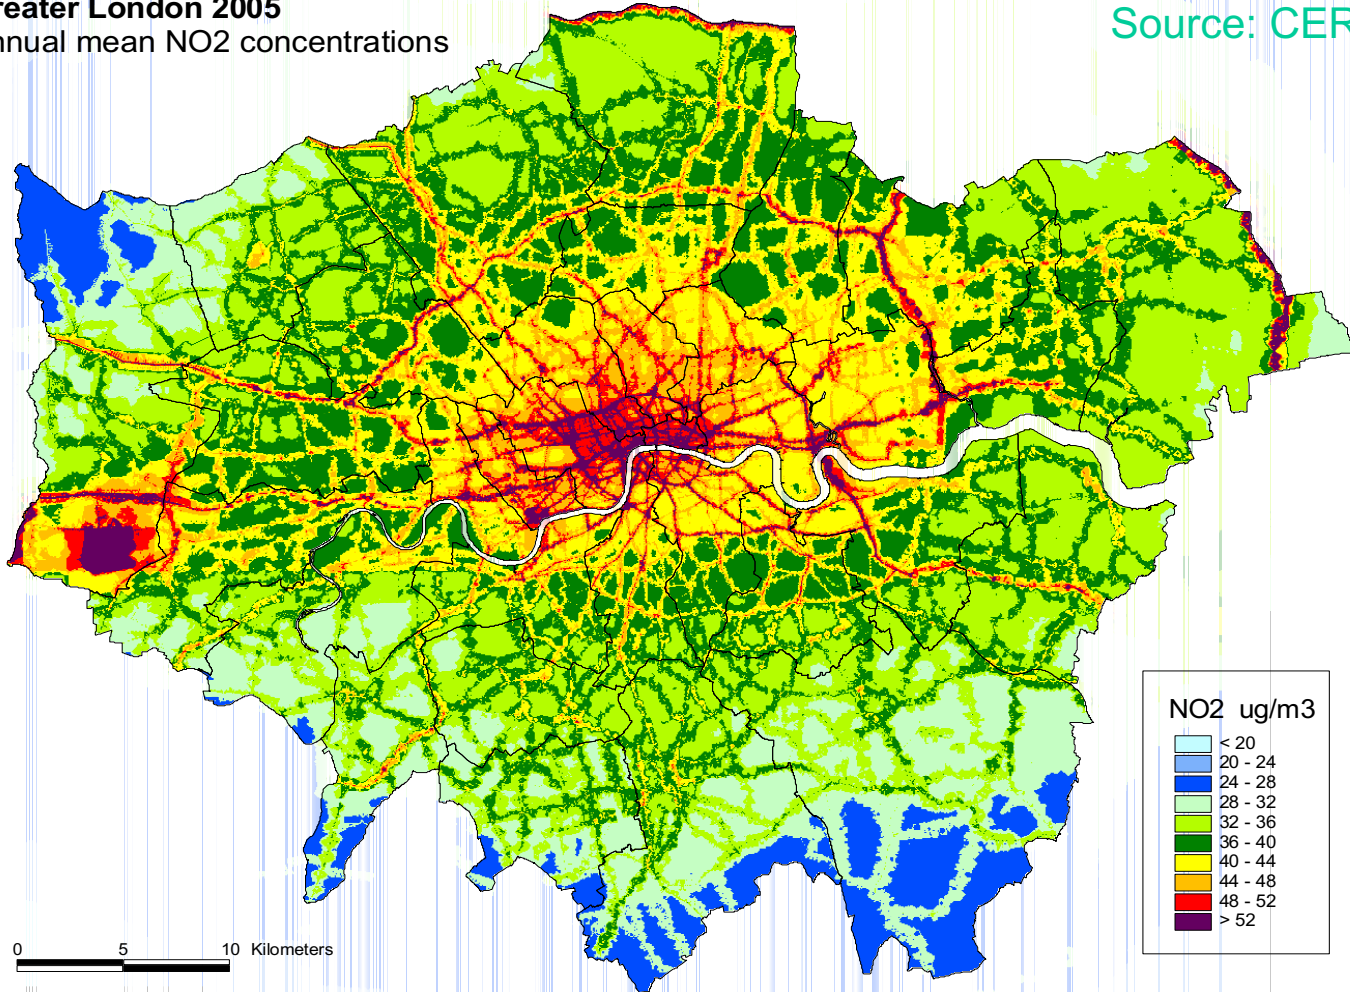 reater London 2005
nnual mean NO2 concentrations
Source: CER
NO2 ug/m3
< 20
20 - 24
24 - 28
28 - 32
32 - 36
36 - 40
40 - 44
44 - 48
48 - 52
> 52
0 5 10 Kilometers